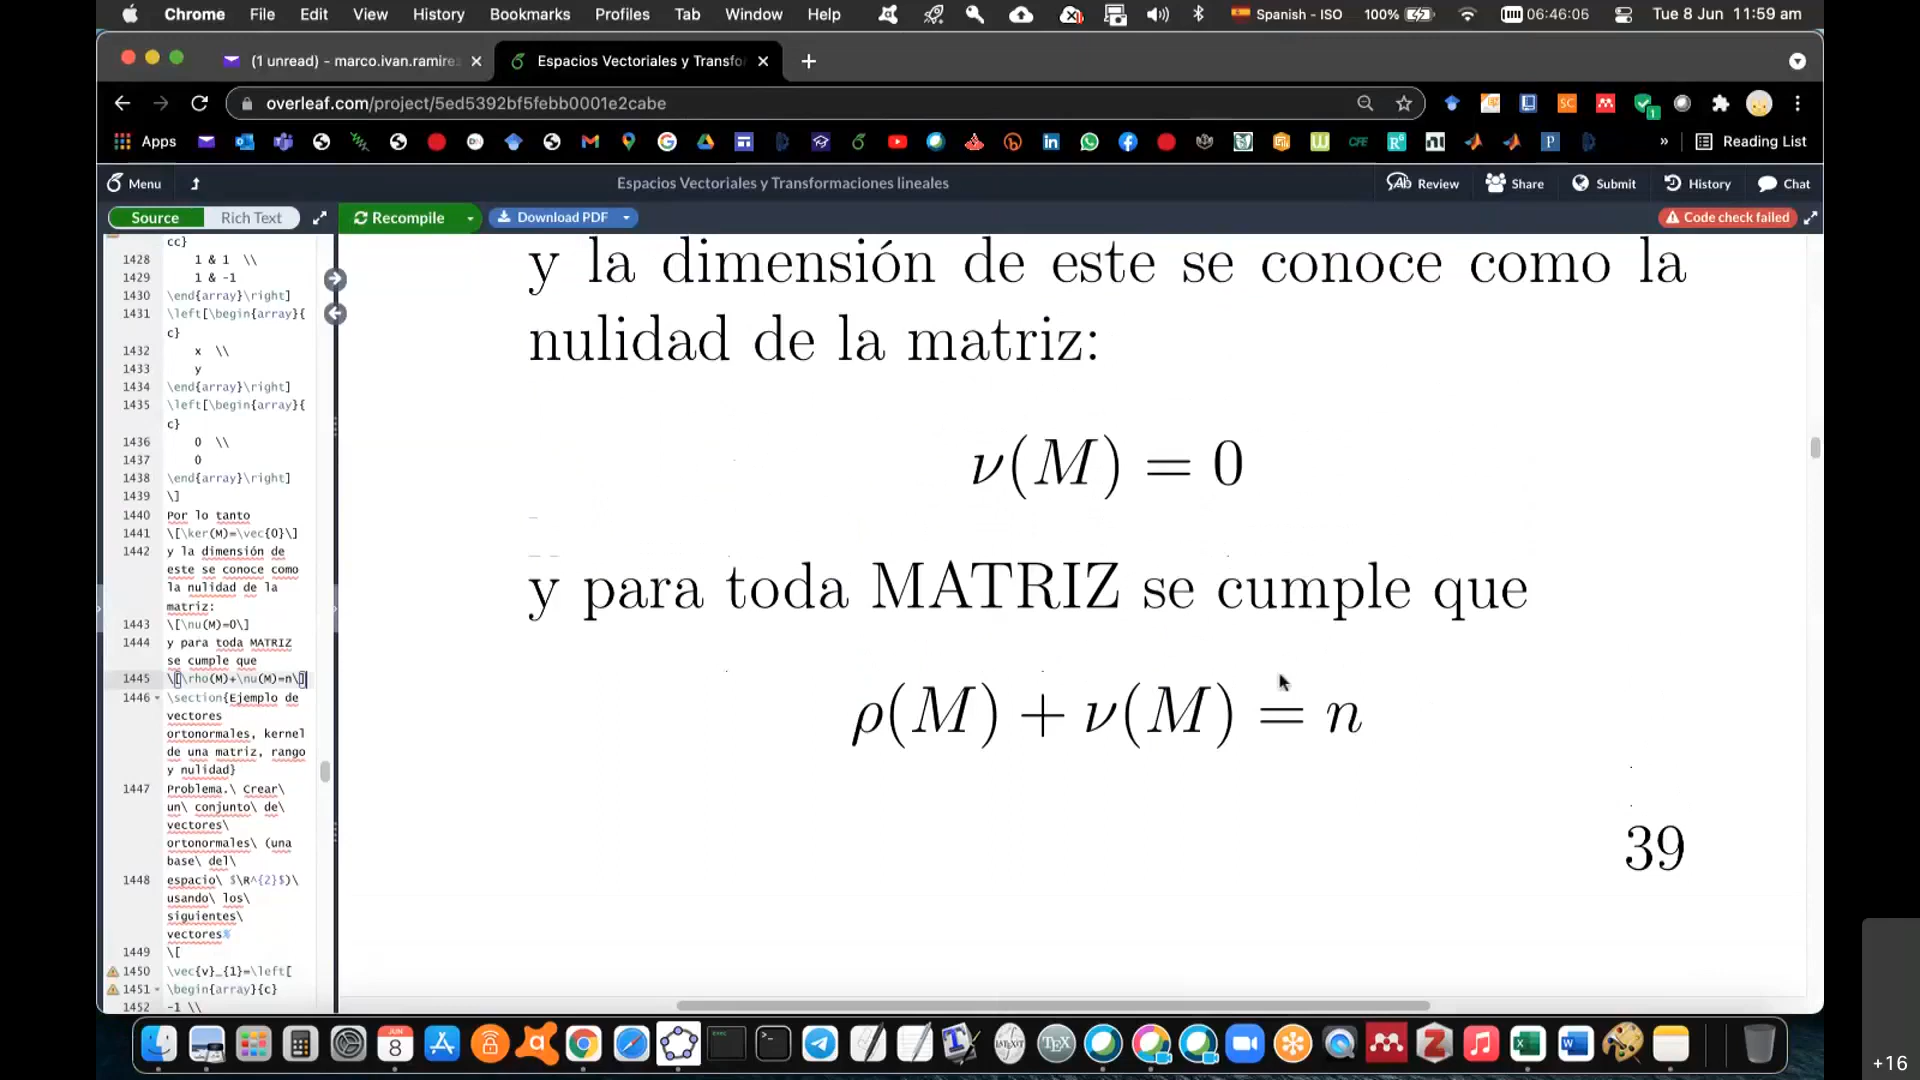 Chrome File Edit View History Bookmarks Profiles Tab Window Help Spanish - ISO 100% 06:46:06 Tue 8 Jun 11:59 am
(1 unread) - marco.ivan.ramire
Espacios Vectoriales y Transfo
overleaf.com/project/5ed5392bf5febb0001e2cabe
Apps
» Reading List
Menu
Espacios Vectoriales y Transformaciones lineales
Review Share Submit History Chat
Source Rich Text
Recompile Download PDF
Code check failed
cc}
1428 1 & 1 \\
1429 1 & -1
1430 \end{array}\right]
1431 \left[\begin{array}{
c}
1432 x \\
1433 y
1434 \end{array}\right]
1435 \left[\begin{array}{
c}
1436 0 \\
1437 0
1438 \end{array}\right]
1439 \]
1440 Por lo tanto
1441 \[\ker(M)=\vec{0}\]
1442 y la dimensión de
este se conoce como
la nulidad de la
matriz:
1443 \[\nu(M)=0\]
1444 y para toda MATRIZ
se cumple que
1445 \[\rho(M)+\nu(M)=n\]
1446 \section{Ejemplo de
vectores
ortonormales, kernel
de una matriz, rango
y nulidad}
1447 Problema.\ Crear\
un\ conjunto\ de\
vectores\
ortonormales\ (una
base\ del\
1448 espacio\ $\R^{2}$)\
usando\ los\
siguientes\
vectores%
1449 \[
1450 \vec{v}_{1}=\left[
1451 \begin{array}{c}
1452 -1 \\
y la dimensión de este se conoce como la
nulidad de la matriz:
ν(M) = 0
y para toda MATRIZ se cumple que
ρ(M) + ν(M) = n
39
+16